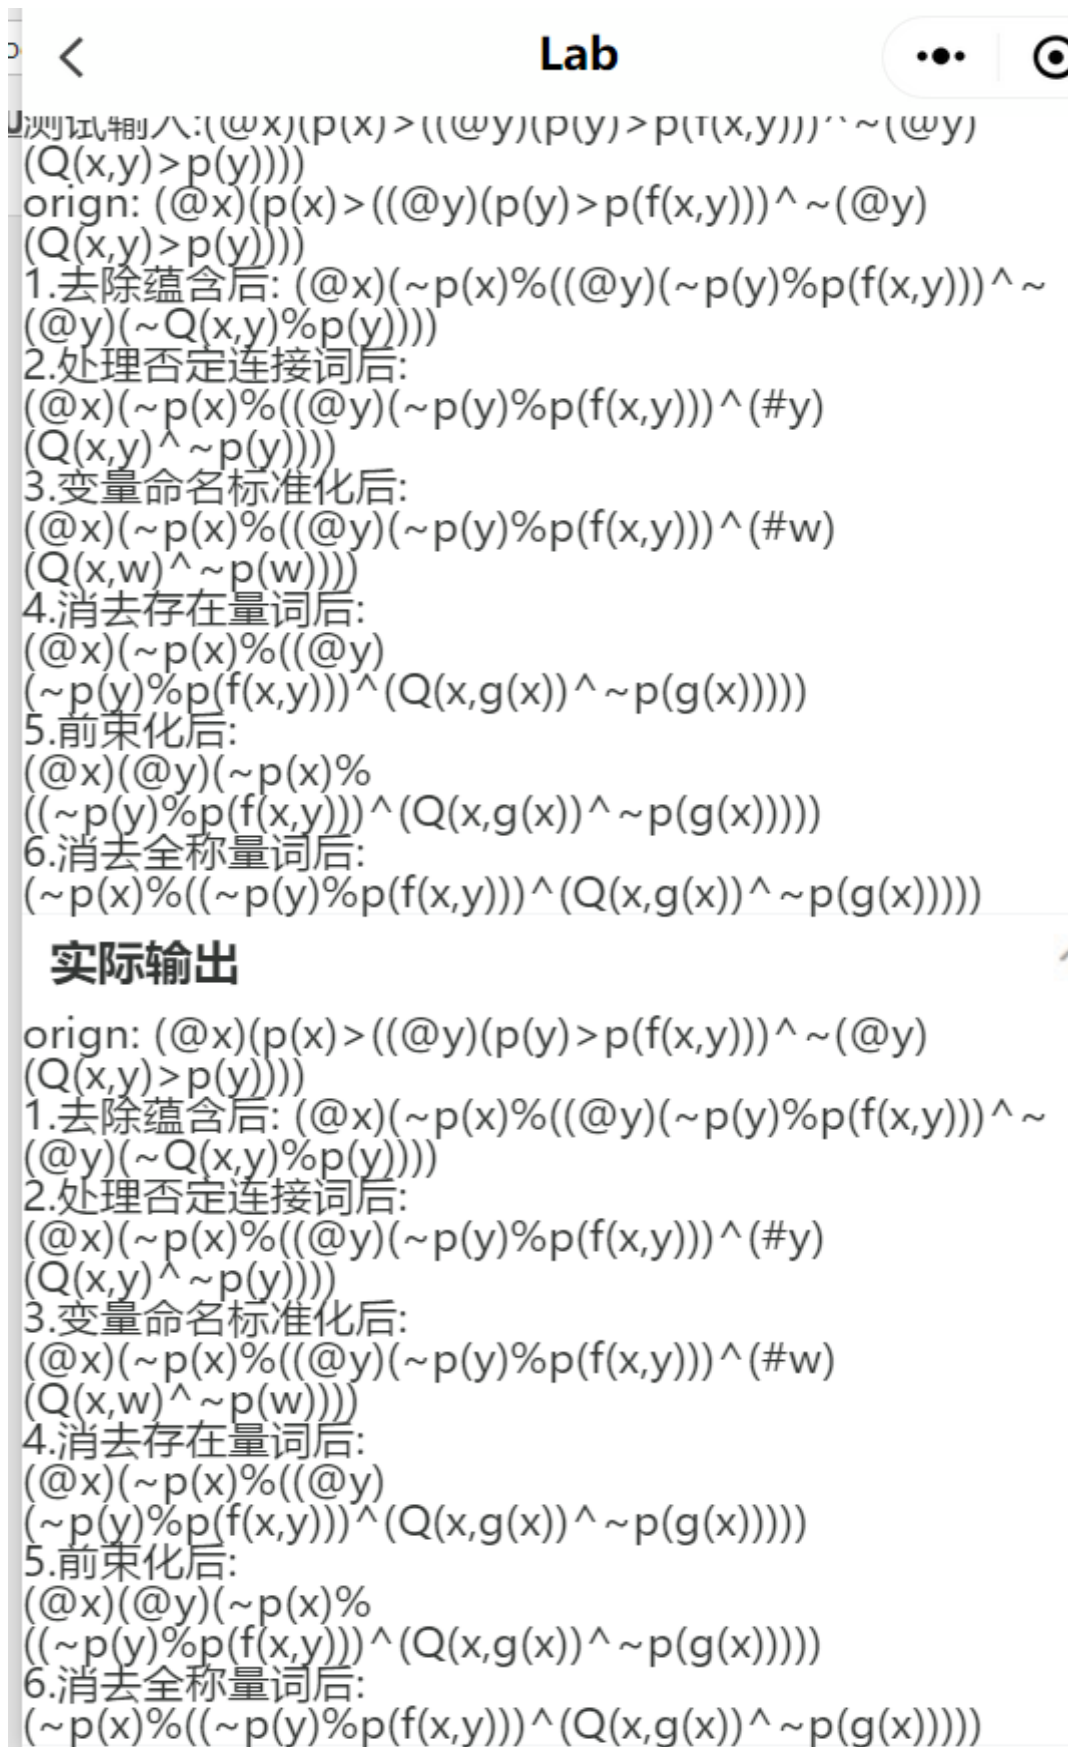 Lab
测试输入:(@x)(p(x)>((@y)(p(y)>p(f(x,y)))^~(@y)
(Q(x,y)>p(y))))
orign: (@x)(p(x)>((@y)(p(y)>p(f(x,y)))^~(@y)
(Q(x,y)>p(y))))
1.去除蕴含后: (@x)(~p(x)%((@y)(~p(y)%p(f(x,y)))^~
(@y)(~Q(x,y)%p(y))))
2.处理否定连接词后:
(@x)(~p(x)%((@y)(~p(y)%p(f(x,y)))^(#y)
(Q(x,y)^~p(y))))
3.变量命名标准化后:
(@x)(~p(x)%((@y)(~p(y)%p(f(x,y)))^(#w)
(Q(x,w)^~p(w))))
4.消去存在量词后:
(@x)(~p(x)%((@y)
(~p(y)%p(f(x,y)))^(Q(x,g(x))^~p(g(x)))))
5.前束化后:
(@x)(@y)(~p(x)%
((~p(y)%p(f(x,y)))^(Q(x,g(x))^~p(g(x)))))
6.消去全称量词后:
(~p(x)%((~p(y)%p(f(x,y)))^(Q(x,g(x))^~p(g(x)))))
实际输出
orign: (@x)(p(x)>((@y)(p(y)>p(f(x,y)))^~(@y)
(Q(x,y)>p(y))))
1.去除蕴含后: (@x)(~p(x)%((@y)(~p(y)%p(f(x,y)))^~
(@y)(~Q(x,y)%p(y))))
2.处理否定连接词后:
(@x)(~p(x)%((@y)(~p(y)%p(f(x,y)))^(#y)
(Q(x,y)^~p(y))))
3.变量命名标准化后:
(@x)(~p(x)%((@y)(~p(y)%p(f(x,y)))^(#w)
(Q(x,w)^~p(w))))
4.消去存在量词后:
(@x)(~p(x)%((@y)
(~p(y)%p(f(x,y)))^(Q(x,g(x))^~p(g(x)))))
5.前束化后:
(@x)(@y)(~p(x)%
((~p(y)%p(f(x,y)))^(Q(x,g(x))^~p(g(x)))))
6.消去全称量词后:
(~p(x)%((~p(y)%p(f(x,y)))^(Q(x,g(x))^~p(g(x)))))